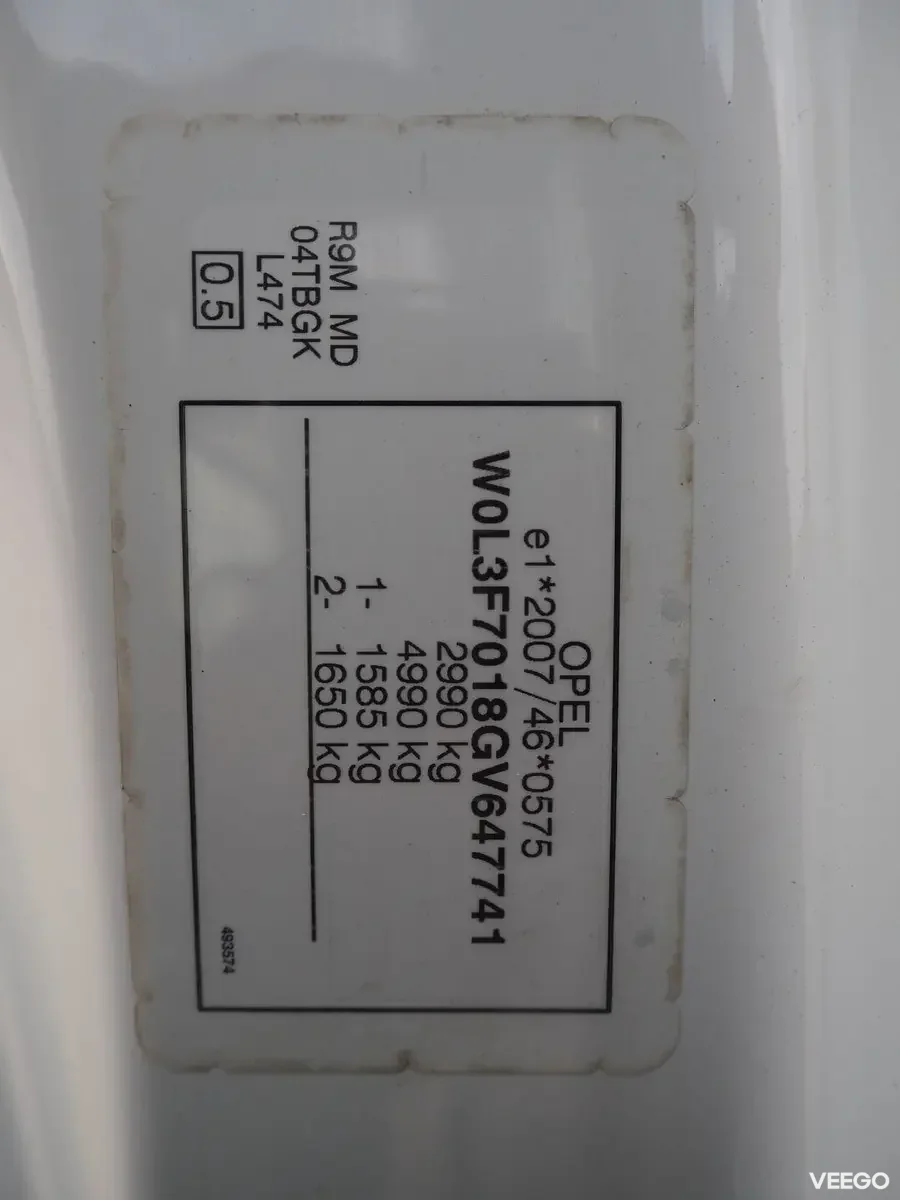 OPEL
e1*2007/46*0575
W0L3F7018GV647741
2990 kg
4990 kg
1- 1585 kg
2- 1650 kg
493574
R9M MD
04TBGK
L474
0.5
VEEGO